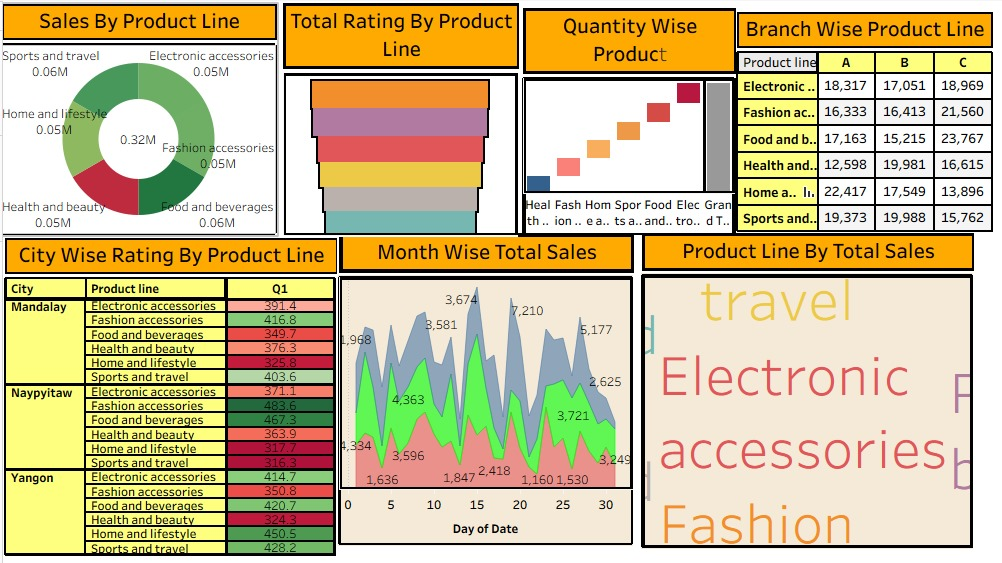 Sales By Product Line
Sports and travel
0.06M
Electronic accessories
0.05M
Home and lifestyle
0.05M
0.32M
Fashion accessories
0.05M
Health and beauty
0.05M
Food and beverages
0.06M
Total Rating By Product
Line
Quantity Wise
Product
Heal Fash Hom Spor Food Elec Gran
th .. ion .. e a.. ts a.. and.. tro.. d T..
Branch Wise Product Line
Product line A B C
Electronic .. 18,317 17,051 18,969
Fashion ac.. 16,333 16,413 21,560
Food and b.. 17,163 15,215 23,767
Health and.. 12,598 19,981 16,615
Home a.. 22,417 17,549 13,896
Sports and.. 19,373 19,988 15,762
City Wise Rating By Product Line
City Product line Q1
Mandalay Electronic accessories 391.4
Fashion accessories 416.8
Food and beverages 349.7
Health and beauty 376.3
Home and lifestyle 325.8
Sports and travel 403.6
Naypyitaw Electronic accessories 371.1
Fashion accessories 483.6
Food and beverages 467.3
Health and beauty 363.9
Home and lifestyle 317.7
Sports and travel 316.3
Yangon Electronic accessories 414.7
Fashion accessories 350.8
Food and beverages 420.7
Health and beauty 324.3
Home and lifestyle 450.5
Sports and travel 428.2
Month Wise Total Sales
3,674
7,210
3,581
5,177
1,968
2,625
4,363
3,721
4,334
3,596
3,249
2,418
1,636
1,847
1,160
1,530
0 5 10 15 20 25 30
Day of Date
Product Line By Total Sales
travel
Electronic
accessories
Fashion